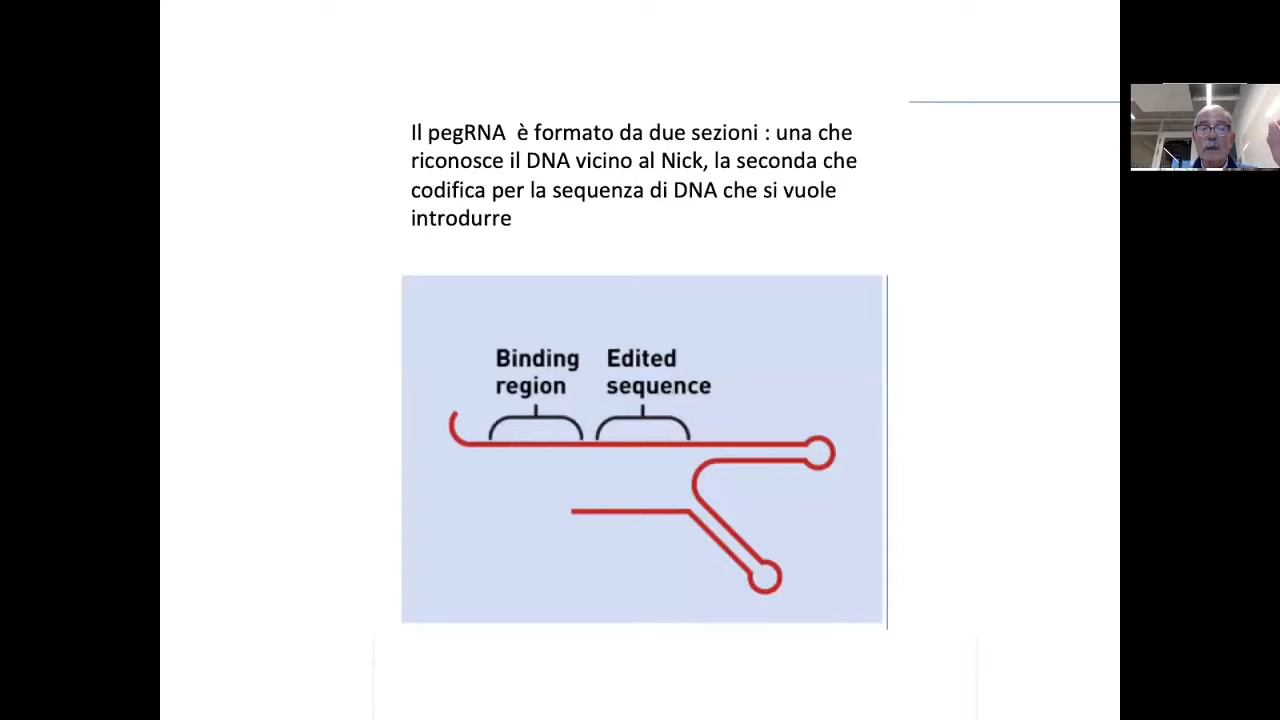 Il pegRNA è formato da due sezioni : una che
riconosce il DNA vicino al Nick, la seconda che
codifica per la sequenza di DNA che si vuole
introdurre
Binding
region
Edited
sequence